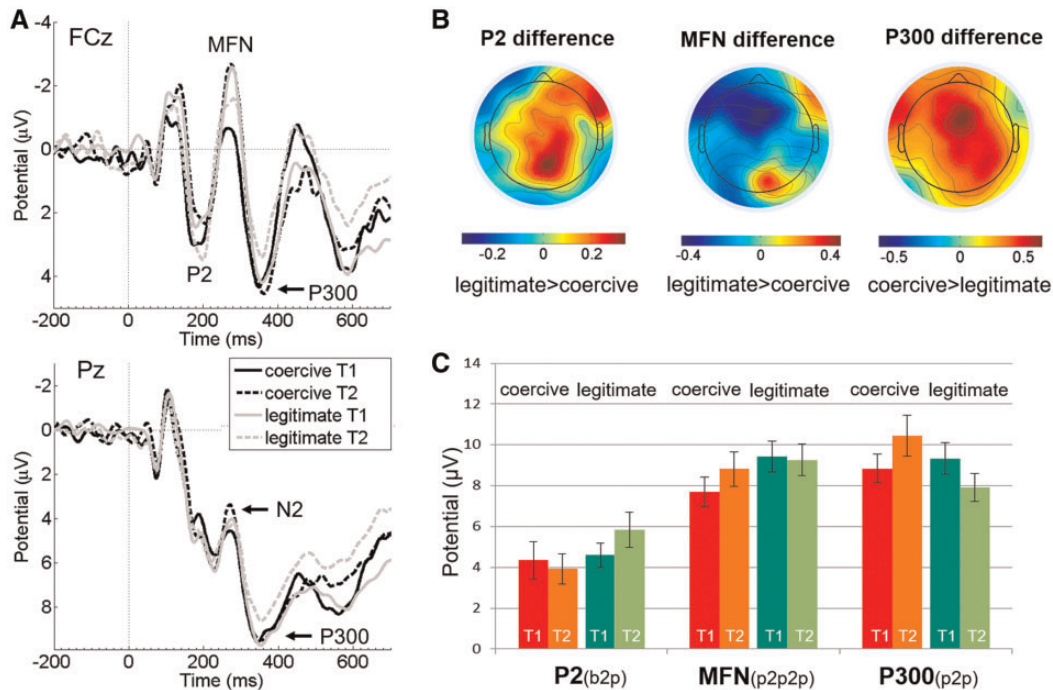 A
FCz
MFN
P2
P300
-4
-2
0
2
4
Potential (µV)
-200 0 200 400 600
Time (ms)
Pz
coercive T1
coercive T2
legitimate T1
legitimate T2
N2
P300
-2
0
2
4
6
8
Potential (µV)
-200 0 200 400 600
Time (ms)
B
P2 difference
MFN difference
P300 difference
-0.2 0 0.2
-0.4 0 0.4
-0.5 0 0.5
legitimate>coercive
legitimate>coercive
coercive>legitimate
C
14
12
10
8
6
4
2
0
Potential (µV)
coercive legitimate coercive legitimate coercive legitimate
T1 T2 T1 T2 T1 T2 T1 T2 T1 T2 T1 T2
P2(b2p) MFN(p2p2p) P300(p2p)